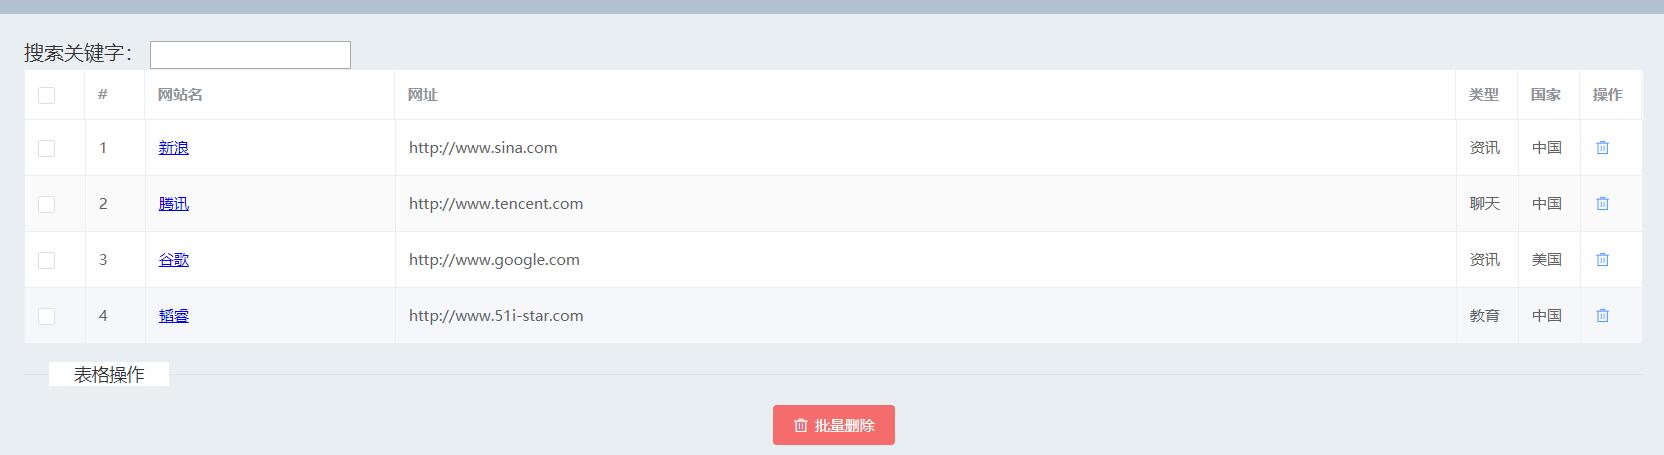 搜索关键字：
# 网站名 网址 类型 国家 操作
1 新浪 http://www.sina.com 资讯 中国
2 腾讯 http://www.tencent.com 聊天 中国
3 谷歌 http://www.google.com 资讯 美国
4 韬睿 http://www.51i-star.com 教育 中国
表格操作
批量删除